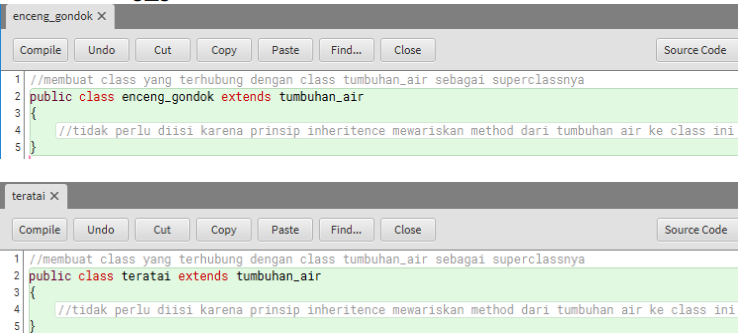 enceng_gondok X
Compile Undo Cut Copy Paste Find... Close Source Code
1 //membuat class yang terhubung dengan class tumbuhan_air sebagai superclassnya
2 public class enceng_gondok extends tumbuhan_air
3 {
4 //tidak perlu diisi karena prinsip inheritence mewariskan method dari tumbuhan air ke class ini
5 }
teratai X
Compile Undo Cut Copy Paste Find... Close Source Code
1 //membuat class yang terhubung dengan class tumbuhan_air sebagai superclassnya
2 public class teratai extends tumbuhan_air
3 {
4 //tidak perlu diisi karena prinsip inheritence mewariskan method dari tumbuhan air ke class ini
5 }